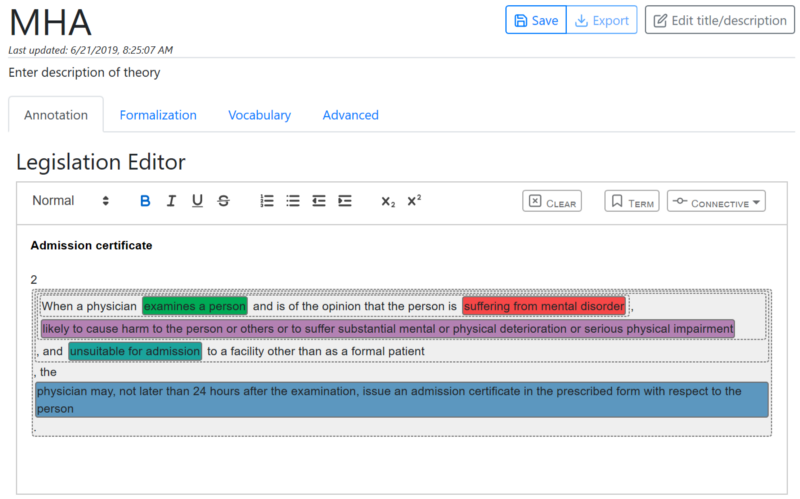 MHA
Save Export Edit title/description
Last updated: 6/21/2019, 8:25:07 AM
Enter description of theory
Annotation Formalization Vocabulary Advanced
Legislation Editor
Normal B I U S X₂ X² CLEAR TERM CONNECTIVE
Admission certificate
2
When a physician examines a person and is of the opinion that the person is suffering from mental disorder ,
likely to cause harm to the person or others or to suffer substantial mental or physical deterioration or serious physical impairment
, and unsuitable for admission to a facility other than as a formal patient
, the
physician may, not later than 24 hours after the examination, issue an admission certificate in the prescribed form with respect to the
person
.